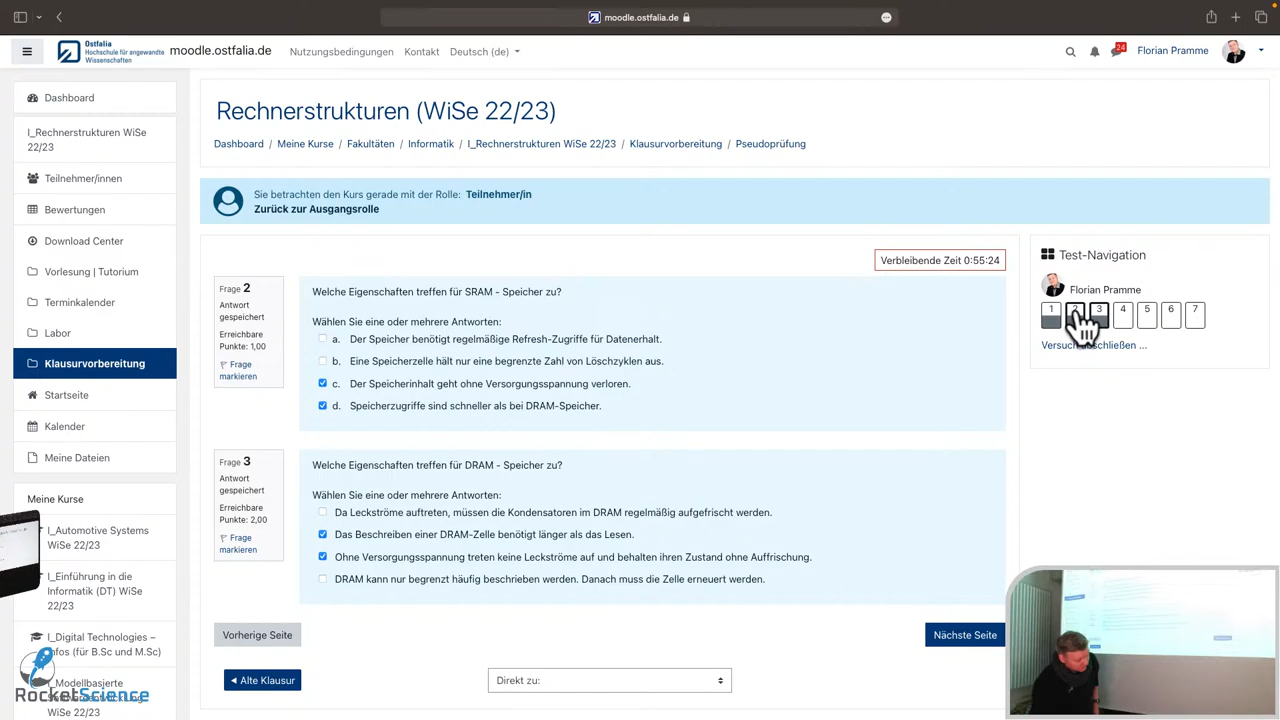 moodle.ostfalia.de
Ostfalia
Hochschule für angewandte
Wissenschaften
moodle.ostfalia.de
Nutzungsbedingungen
Kontakt
Deutsch (de)
24
Florian Pramme
Dashboard
I_Rechnerstrukturen WiSe
22/23
Teilnehmer/innen
Bewertungen
Download Center
Vorlesung | Tutorium
Terminkalender
Labor
Klausurvorbereitung
Startseite
Kalender
Meine Dateien
Meine Kurse
I_Automotive Systems
WiSe 22/23
I_Einführung in die
Informatik (DT) WiSe
22/23
I_Digital Technologies –
Infos (für B.Sc und M.Sc)
I_Modellbasierte
WiSe 22/23
RocketScience
Rechnerstrukturen (WiSe 22/23)
Dashboard / Meine Kurse / Fakultäten / Informatik / I_Rechnerstrukturen WiSe 22/23 / Klausurvorbereitung / Pseudoprüfung
Sie betrachten den Kurs gerade mit der Rolle: Teilnehmer/in
Zurück zur Ausgangsrolle
Verbleibende Zeit 0:55:24
Frage 2
Antwort
gespeichert
Erreichbare
Punkte: 1,00
Frage
markieren
Welche Eigenschaften treffen für SRAM - Speicher zu?
Wählen Sie eine oder mehrere Antworten:
a. Der Speicher benötigt regelmäßige Refresh-Zugriffe für Datenerhalt.
b. Eine Speicherzelle hält nur eine begrenzte Zahl von Löschzyklen aus.
c. Der Speicherinhalt geht ohne Versorgungsspannung verloren.
d. Speicherzugriffe sind schneller als bei DRAM-Speicher.
Frage 3
Antwort
gespeichert
Erreichbare
Punkte: 2,00
Frage
markieren
Welche Eigenschaften treffen für DRAM - Speicher zu?
Wählen Sie eine oder mehrere Antworten:
Da Leckströme auftreten, müssen die Kondensatoren im DRAM regelmäßig aufgefrischt werden.
Das Beschreiben einer DRAM-Zelle benötigt länger als das Lesen.
Ohne Versorgungsspannung treten keine Leckströme auf und behalten ihren Zustand ohne Auffrischung.
DRAM kann nur begrenzt häufig beschrieben werden. Danach muss die Zelle erneuert werden.
Vorherige Seite
Nächste Seite
Alte Klausur
Direkt zu:
Test-Navigation
Florian Pramme
1 2 3 4 5 6 7
Versuch abschließen ...